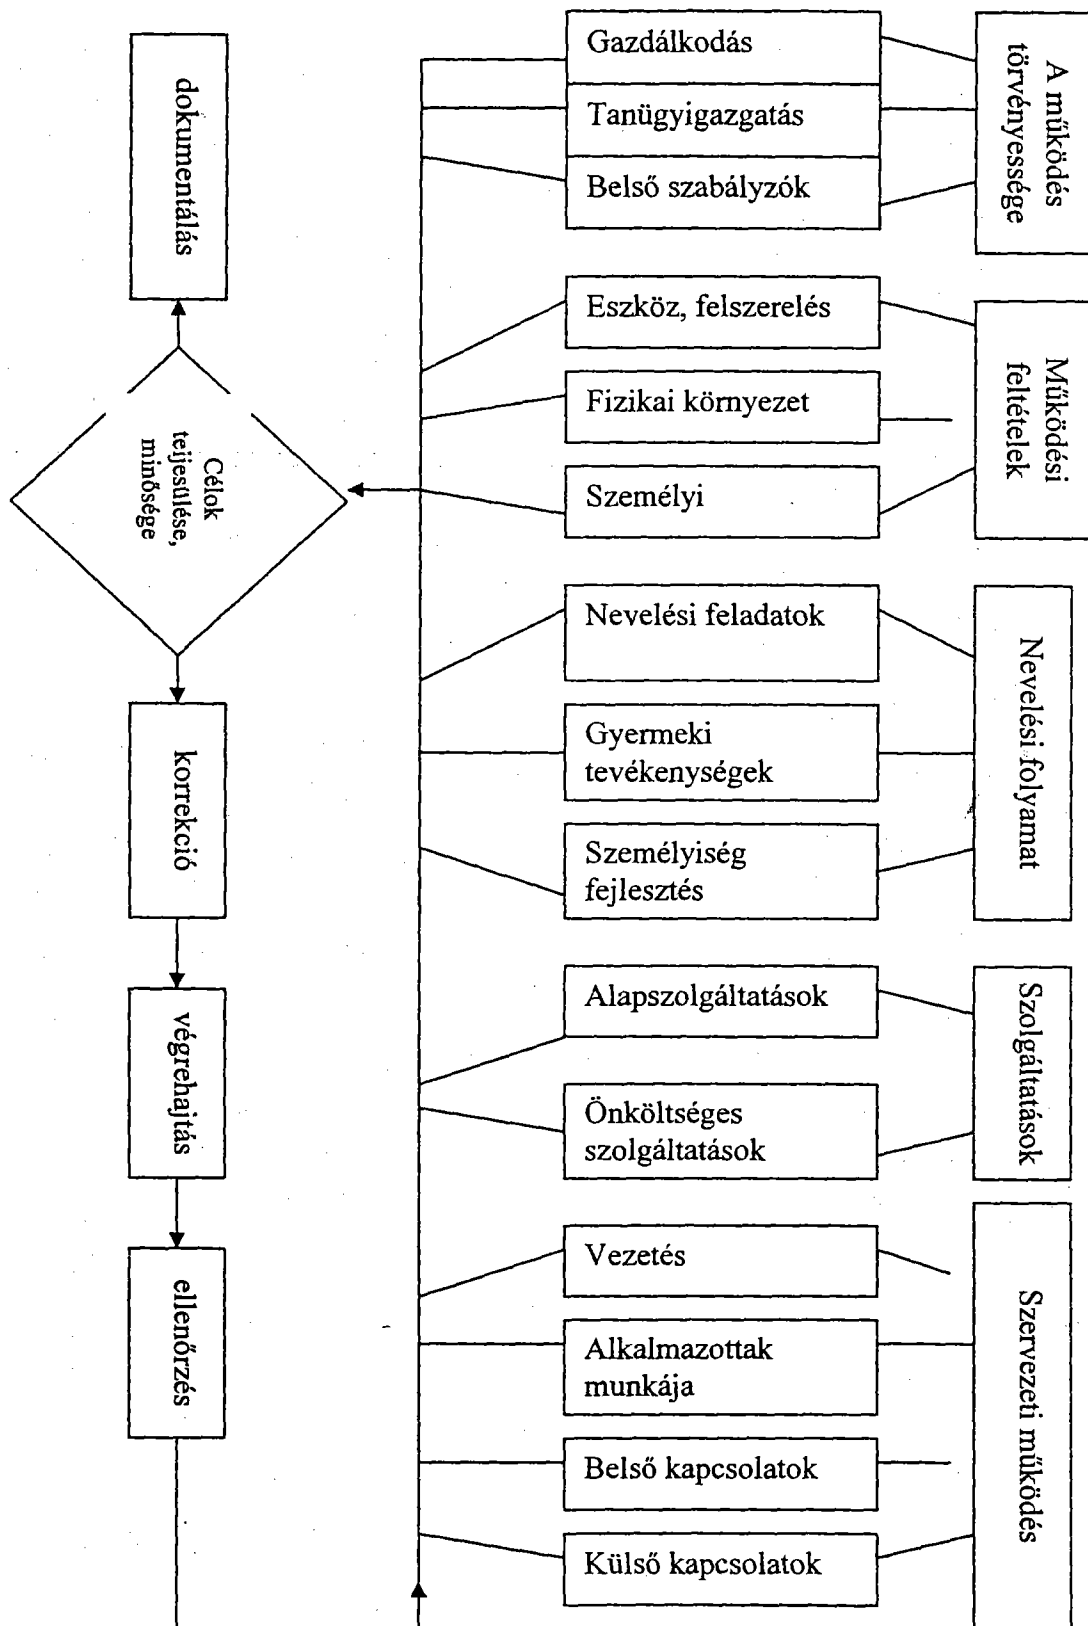 A működés
törvényessége
Gazdálkodás
Tanügyigazgatás
Belső szabályzók
Működési
feltételek
Eszköz, felszerelés
Fizikai környezet
Személyi
Nevelési folyamat
Nevelési feladatok
Gyermeki
tevékenységek
Személyiség
fejlesztés
Szolgáltatások
Alapszolgáltatások
Önköltséges
szolgáltatások
Szervezeti működés
Vezetés
Alkalmazottak
munkája
Belső kapcsolatok
Külső kapcsolatok
dokumentálás
Célok
teijesülése,
minősége
korrekció
végrehajtás
ellenőrzés